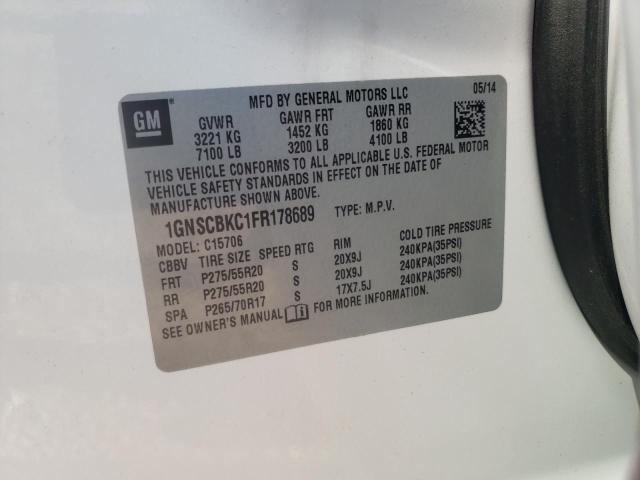 GM
MFD BY GENERAL MOTORS LLC 05/14
GVWR GAWR FRT GAWR RR
3221 KG 1452 KG 1860 KG
7100 LB 3200 LB 4100 LB
THIS VEHICLE CONFORMS TO ALL APPLICABLE U.S. FEDERAL MOTOR
VEHICLE SAFETY STANDARDS IN EFFECT ON THE DATE OF
MANUFACTURE SHOWN ABOVE.
1GNSCBKC1FR178689 TYPE: M.P.V.
MODEL: C15706
CBBV TIRE SIZE SPEED RTG RIM COLD TIRE PRESSURE
FRT P275/55R20 S 20X9J 240KPA(35PSI)
RR P275/55R20 S 20X9J 240KPA(35PSI)
SPA P265/70R17 S 17X7.5J 240KPA(35PSI)
SEE OWNER'S MANUAL FOR MORE INFORMATION.